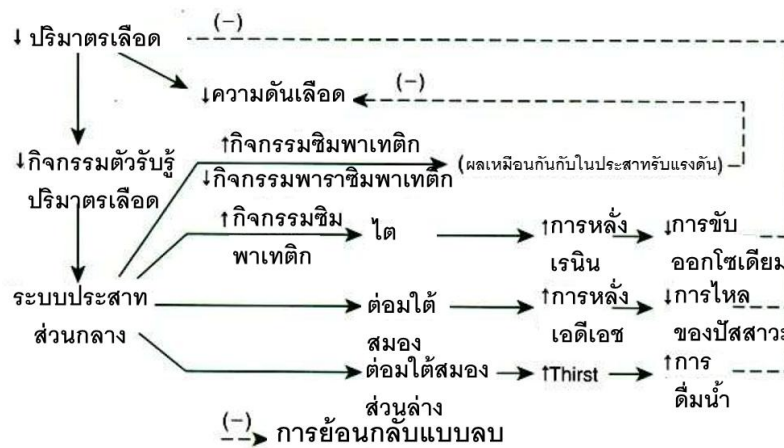 (-)
↓ ปริมาตรเลือด
(-)
↓ความดันเลือด
↑กิจกรรมซิมพาเทติก
↓กิจกรรมตัวรับรู้
ปริมาตรเลือด
↓กิจกรรมพาราซิมพาเทติก
(ผลเหมือนกันกับในประสาทรับแรงดัน)
↑กิจกรรมซิม
พาเทติก
ไต
↑การหลั่ง
เรนิน
↓การขับ
ออกโซเดียม
ระบบประสาท
ส่วนกลาง
ต่อมใต้
สมอง
↑การหลั่ง
เอดีเอช
↓การไหล
ของปัสสาวะ
ต่อมใต้สมอง
ส่วนล่าง
↑Thirst
↑การ
ดื่มน้ำ
(-)
การย้อนกลับแบบลบ